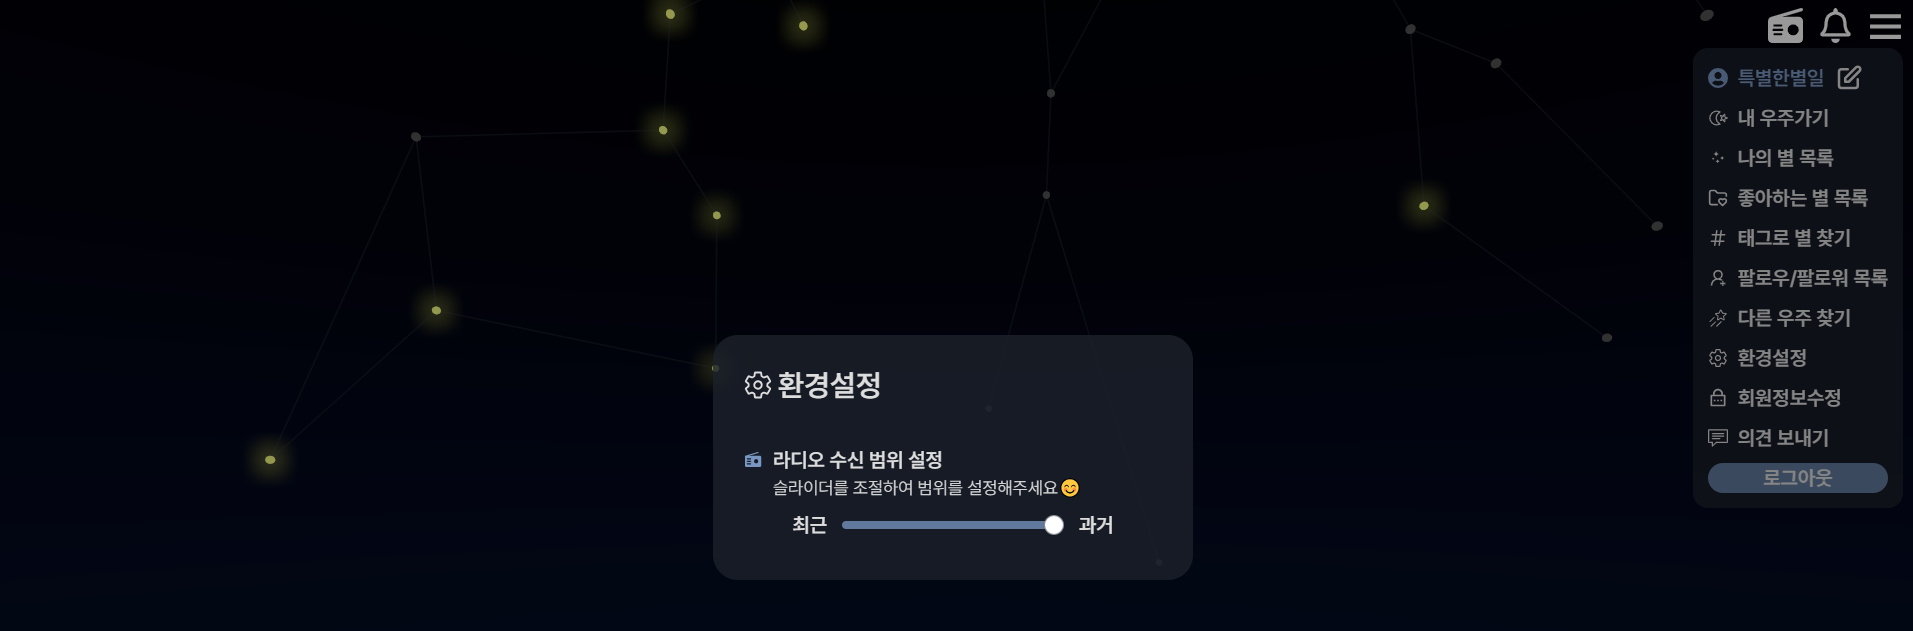 특별한별일
내 우주가기
나의 별 목록
좋아하는 별 목록
태그로 별 찾기
팔로우/팔로워 목록
다른 우주 찾기
환경설정
회원정보수정
의견 보내기
로그아웃
환경설정
라디오 수신 범위 설정
슬라이더를 조절하여 범위를 설정해주세요😊
최근 과거